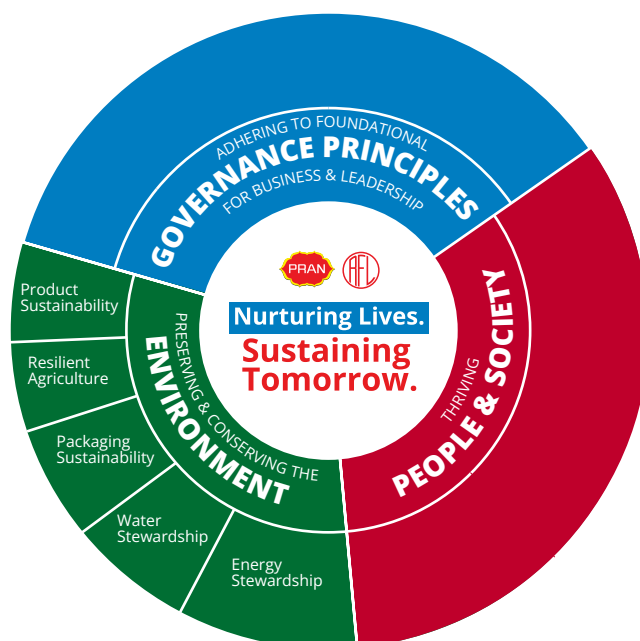 ADHERING TO FOUNDATIONAL
GOVERNANCE PRINCIPLES
FOR BUSINESS & LEADERSHIP
PRAN
RFL
Nurturing Lives.
Sustaining
Tomorrow.
THRIVING
PEOPLE & SOCIETY
PRESERVING & CONSERVING THE
ENVIRONMENT
Product
Sustainability
Resilient
Agriculture
Packaging
Sustainability
Water
Stewardship
Energy
Stewardship